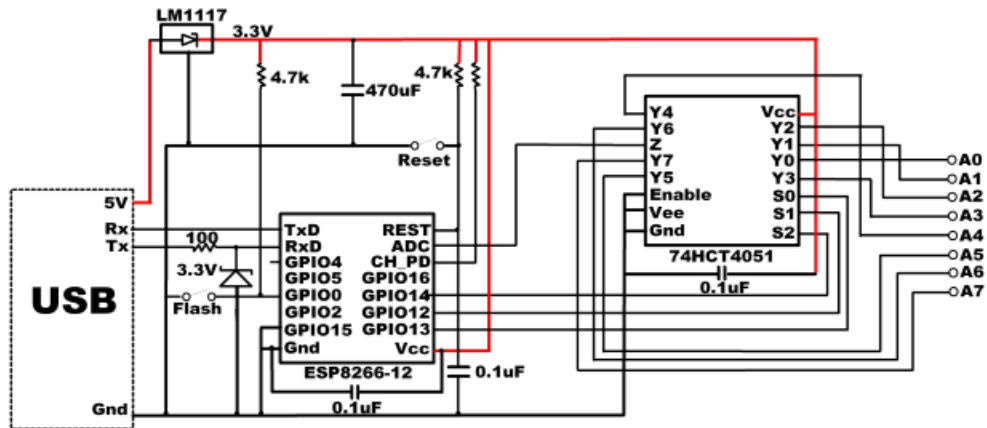 LM1117
3.3V
4.7k
470uF
4.7k
Reset
Y4 Vcc
Y6 Y2
Z Y1
Y7 Y0
Y5 Y3
Enable S0
Vee S1
Gnd S2
74HCT4051
0.1uF
A0
A1
A2
A3
A4
A5
A6
A7
5V
Rx
Tx
100
3.3V
USB
Flash
Gnd
TxD REST
RxD ADC
GPIO4 CH_PD
GPIO5 GPIO16
GPIO0 GPIO14
GPIO2 GPIO12
GPIO15 GPIO13
Gnd Vcc
ESP8266-12
0.1uF
0.1uF